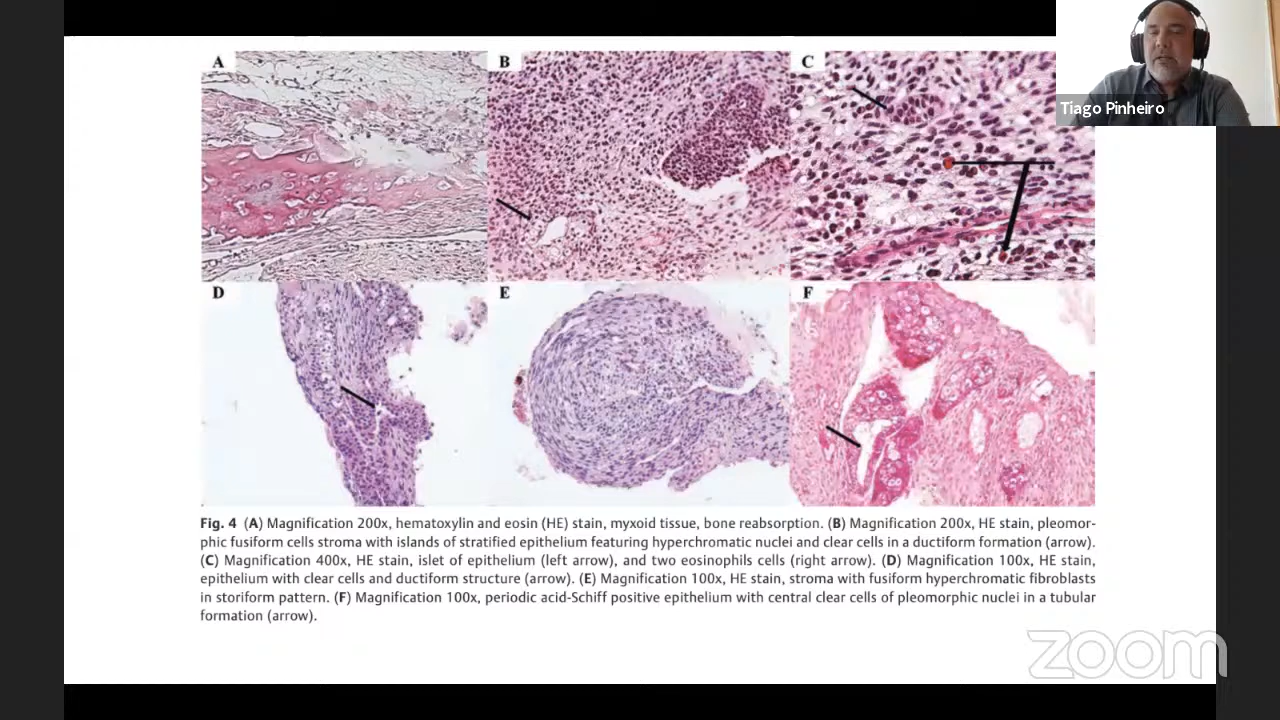 A
B
C
Tiago Pinheiro
D
E
F
Fig. 4 (A) Magnification 200x, hematoxylin and eosin (HE) stain, myxoid tissue, bone reabsorption. (B) Magnification 200x, HE stain, pleomor-
phic fusiform cells stroma with islands of stratified epithelium featuring hyperchromatic nuclei and clear cells in a ductiform formation (arrow).
(C) Magnification 400x, HE stain, islet of epithelium (left arrow), and two eosinophils cells (right arrow). (D) Magnification 100x, HE stain,
epithelium with clear cells and ductiform structure (arrow). (E) Magnification 100x, HE stain, stroma with fusiform hyperchromatic fibroblasts
in storiform pattern. (F) Magnification 100x, periodic acid-Schiff positive epithelium with central clear cells of pleomorphic nuclei in a tubular
formation (arrow).
zoom